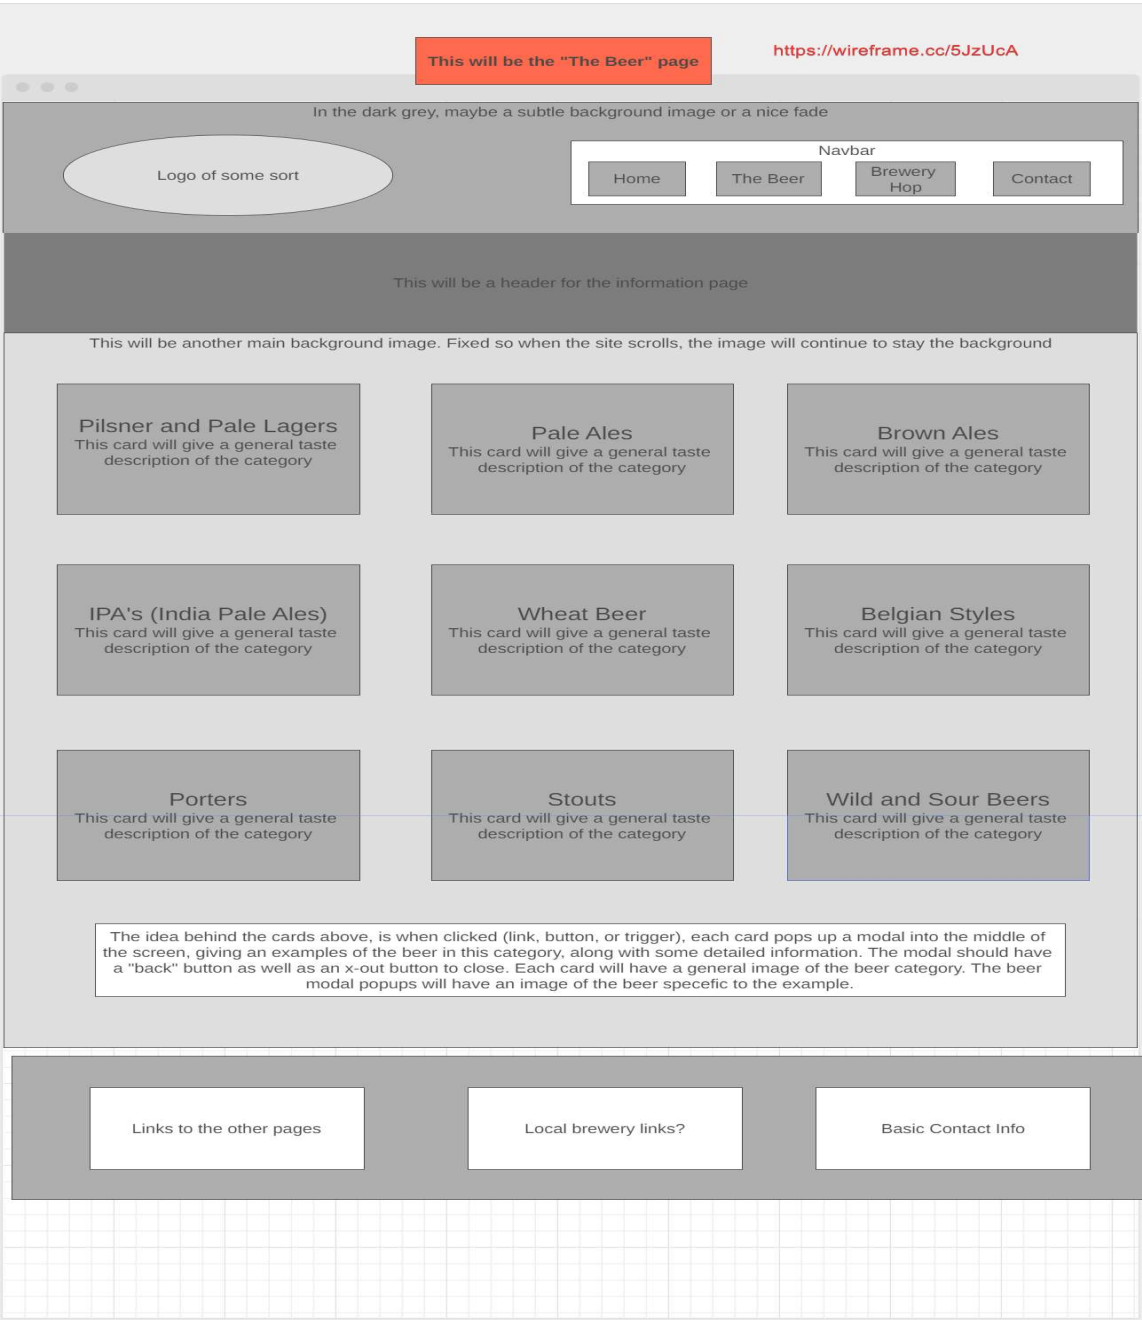 This will be the "The Beer" page
https://wireframe.cc/5JzUcA
In the dark grey, maybe a subtle background image or a nice fade
Logo of some sort
Navbar
Home
The Beer
Brewery
Hop
Contact
This will be a header for the information page
This will be another main background image. Fixed so when the site scrolls, the image will continue to stay the background
Pilsner and Pale Lagers
This card will give a general taste
description of the category
Pale Ales
This card will give a general taste
description of the category
Brown Ales
This card will give a general taste
description of the category
IPA's (India Pale Ales)
This card will give a general taste
description of the category
Wheat Beer
This card will give a general taste
description of the category
Belgian Styles
This card will give a general taste
description of the category
Porters
This card will give a general taste
description of the category
Stouts
This card will give a general taste
description of the category
Wild and Sour Beers
This card will give a general taste
description of the category
The idea behind the cards above, is when clicked (link, button, or trigger), each card pops up a modal into the middle of
the screen, giving an examples of the beer in this category, along with some detailed information. The modal should have
a "back" button as well as an x-out button to close. Each card will have a general image of the beer category. The beer
modal popups will have an image of the beer specefic to the example.
Links to the other pages
Local brewery links?
Basic Contact Info